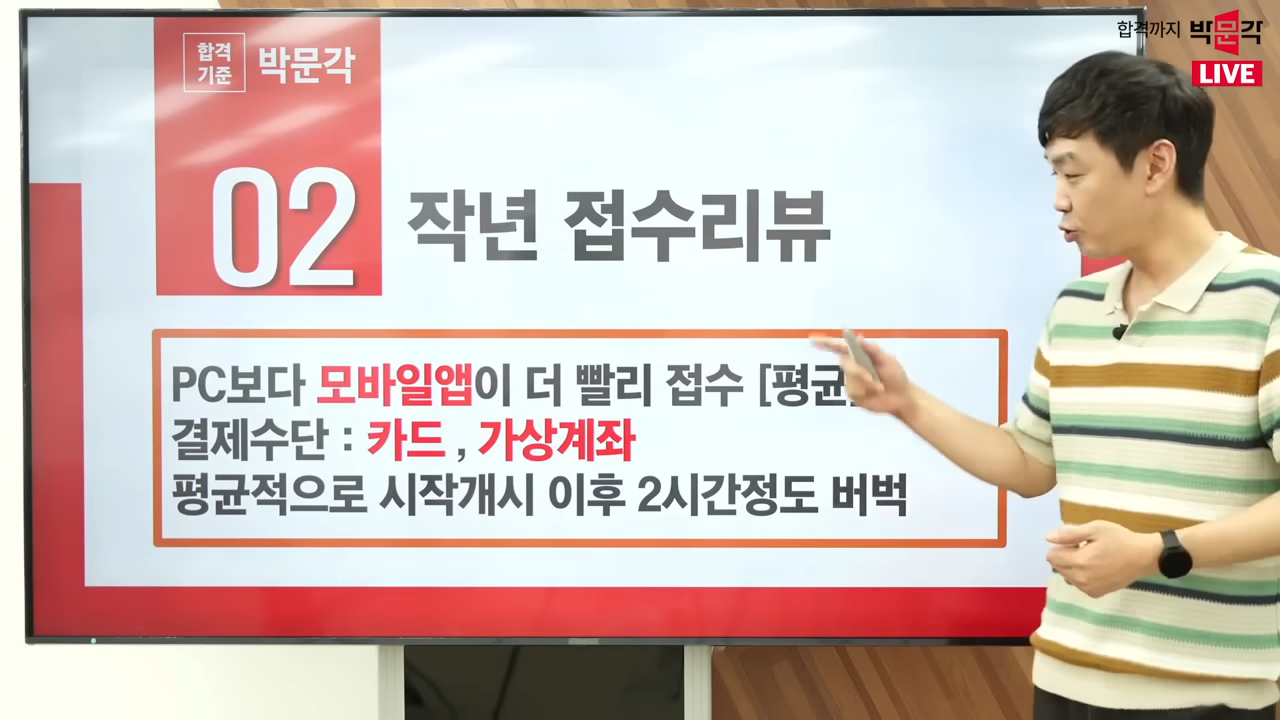 합격까지 박문각
LIVE
합격
기준
박문각
02
작년 접수리뷰
PC보다 모바일앱이 더 빨리 접수 [평균]
결제수단 : 카드 , 가상계좌
평균적으로 시작개시 이후 2시간정도 버벅